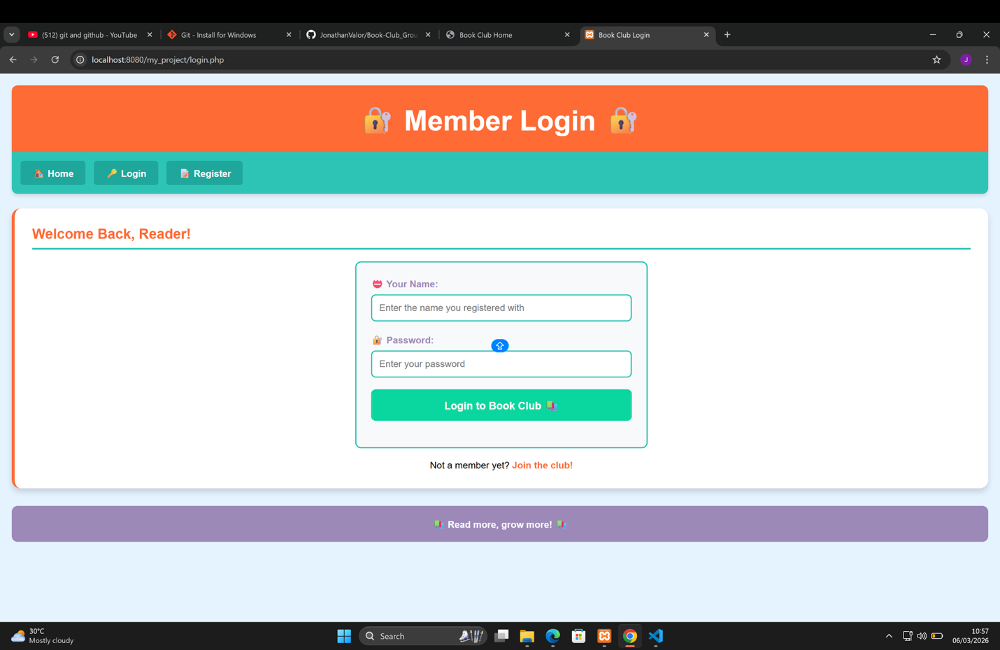 (512) git and github - YouTube
Git - Install for Windows
JonathanValor/Book-Club_Grou
Book Club Home
Book Club Login
localhost:8080/my_project/login.php
J
Member Login
Home
Login
Register
Welcome Back, Reader!
Your Name:
Enter the name you registered with
Password:
Enter your password
Login to Book Club
Not a member yet? Join the club!
Read more, grow more!
30°C
Mostly cloudy
Search
10:57
06/03/2026